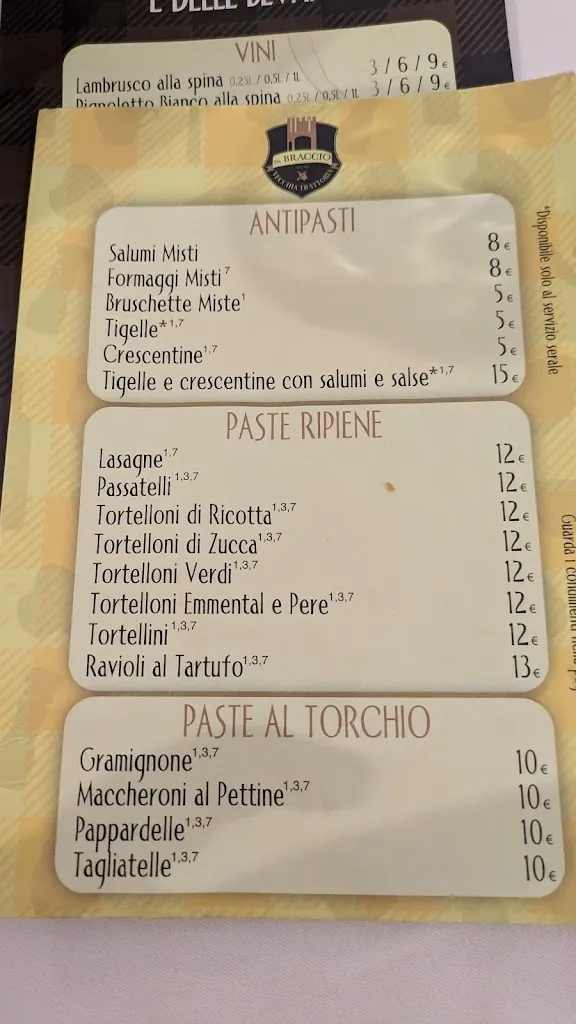 E DELLE BEVA
VINI
Lambrusco alla spina 0,25L / 0,5L / 1L 3 / 6 / 9€
Pignoletto Bianco alla spina 0,25L / 0,5L / 1L 3 / 6 / 9€
BRACCIO
VECCHIA TRATTORIA
ANTIPASTI
Salumi Misti 8€
Formaggi Misti⁷ 8€
Bruschette Miste¹ 5€
Tigelle*¹,⁷ 5€
Crescentine¹,⁷ 5€
Tigelle e crescentine con salumi e salse*¹,⁷ 15€
*Disponibile solo al servizio serale
PASTE RIPIENE
Lasagne¹,⁷ 12€
Passatelli¹,³,⁷ 12€
Tortelloni di Ricotta¹,³,⁷ 12€
Tortelloni di Zucca¹,³,⁷ 12€
Tortelloni Verdi¹,³,⁷ 12€
Tortelloni Emmental e Pere¹,³,⁷ 12€
Tortellini¹,³,⁷ 12€
Ravioli al Tartufo¹,³,⁷ 13€
Guarda i condimenti
PASTE AL TORCHIO
Gramignone¹,³,⁷ 10€
Maccheroni al Pettine¹,³,⁷ 10€
Pappardelle¹,³,⁷ 10€
Tagliatelle¹,³,⁷ 10€